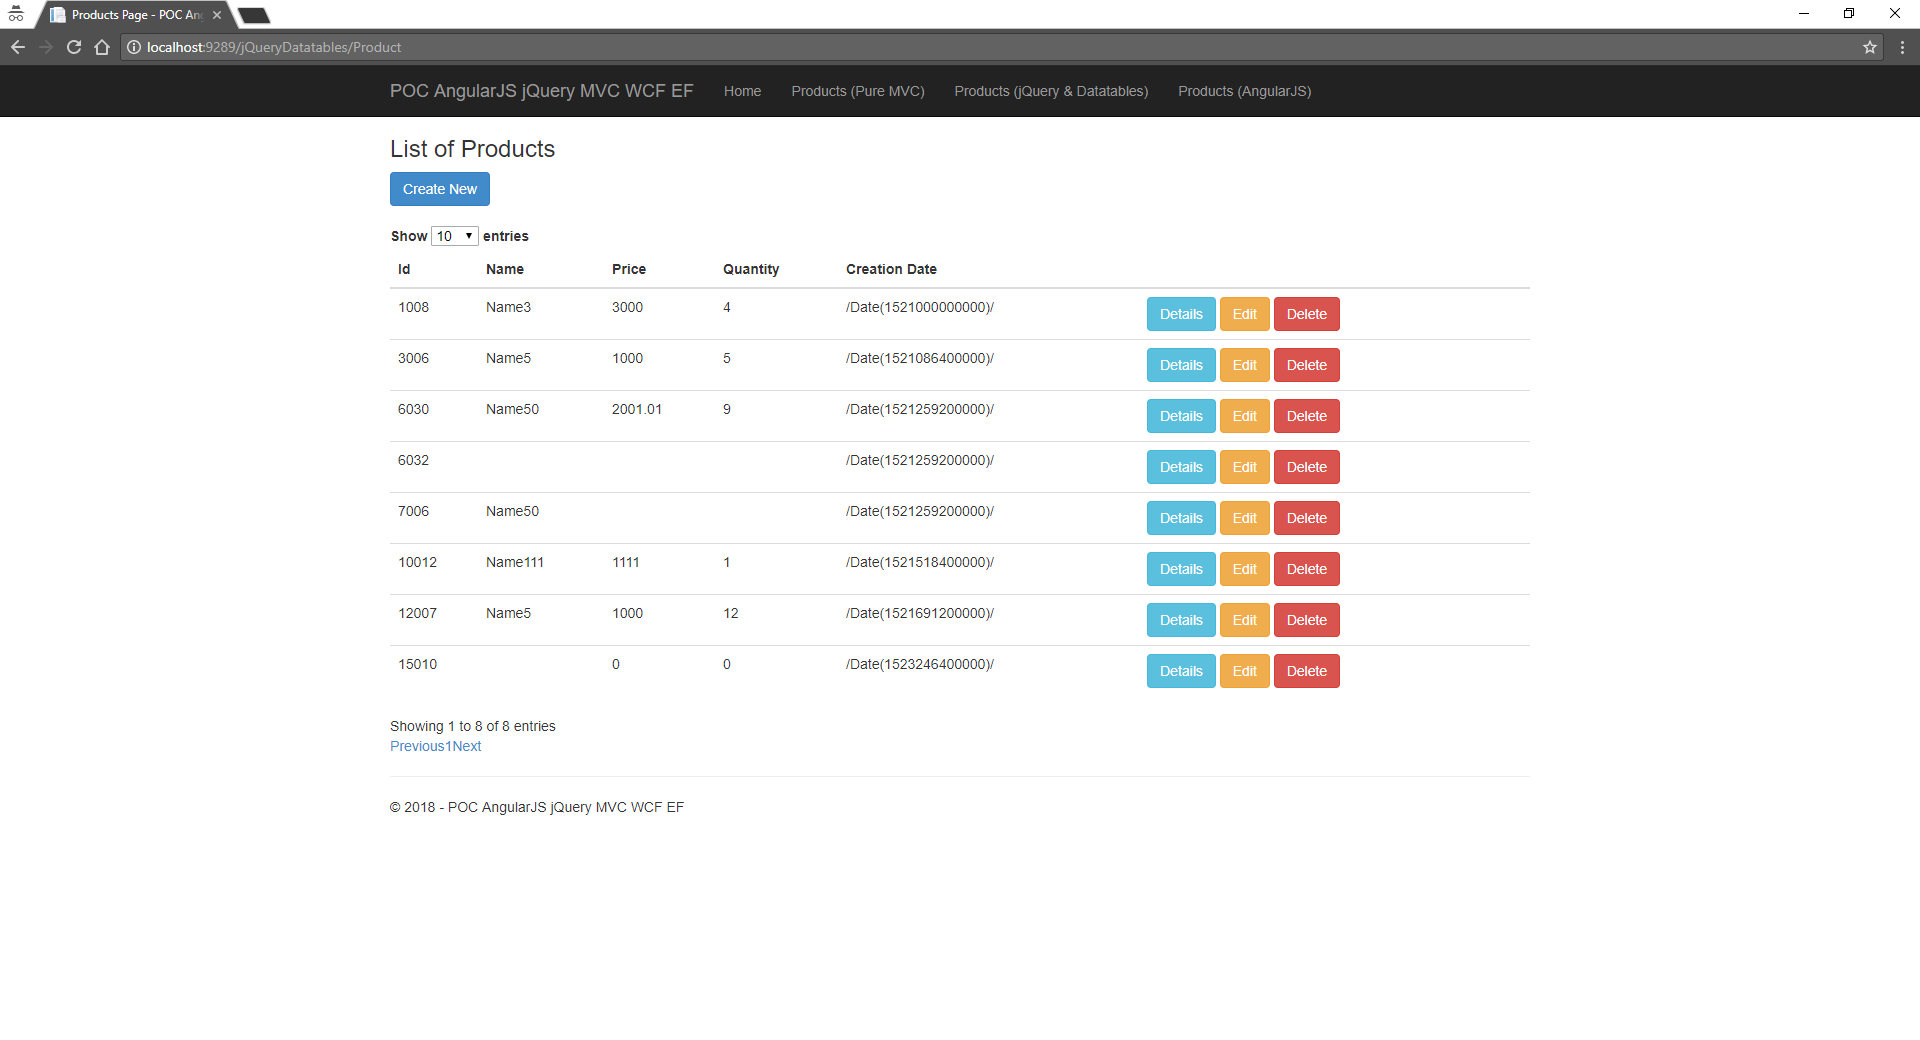 Products Page - POC An
localhost:9289/jQueryDatatables/Product
POC AngularJS jQuery MVC WCF EF Home Products (Pure MVC) Products (jQuery & Datatables) Products (AngularJS)
List of Products
Create New
Show 10 entries
Id Name Price Quantity Creation Date
1008 Name3 3000 4 /Date(1521000000000)/ Details Edit Delete
3006 Name5 1000 5 /Date(1521086400000)/ Details Edit Delete
6030 Name50 2001.01 9 /Date(1521259200000)/ Details Edit Delete
6032 /Date(1521259200000)/ Details Edit Delete
7006 Name50 /Date(1521259200000)/ Details Edit Delete
10012 Name111 1111 1 /Date(1521518400000)/ Details Edit Delete
12007 Name5 1000 12 /Date(1521691200000)/ Details Edit Delete
15010 0 0 /Date(1523246400000)/ Details Edit Delete
Showing 1 to 8 of 8 entries
Previous1Next
© 2018 - POC AngularJS jQuery MVC WCF EF